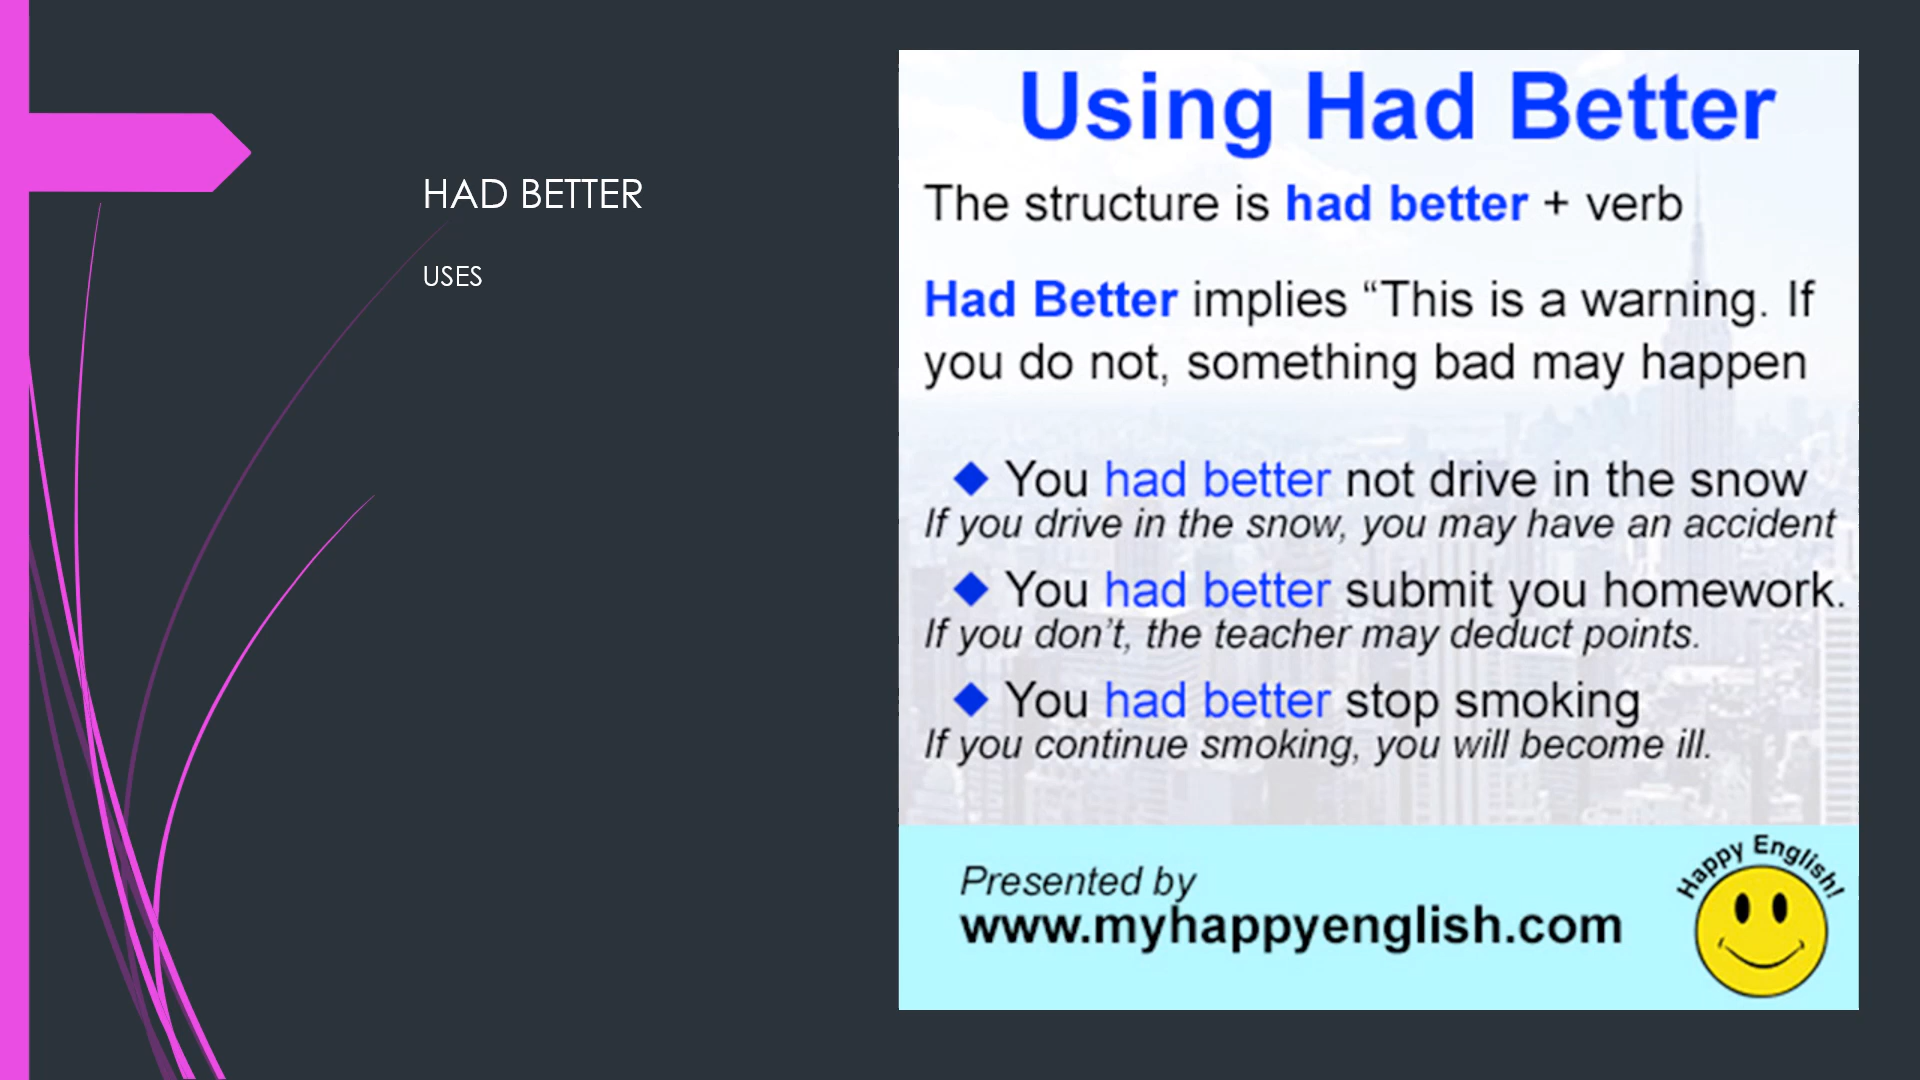 HAD BETTER
USES
Using Had Better
The structure is had better + verb
Had Better implies “This is a warning. If
you do not, something bad may happen
◆ You had better not drive in the snow
If you drive in the snow, you may have an accident
◆ You had better submit you homework.
If you don’t, the teacher may deduct points.
◆ You had better stop smoking
If you continue smoking, you will become ill.
Presented by
www.myhappyenglish.com
Happy English!